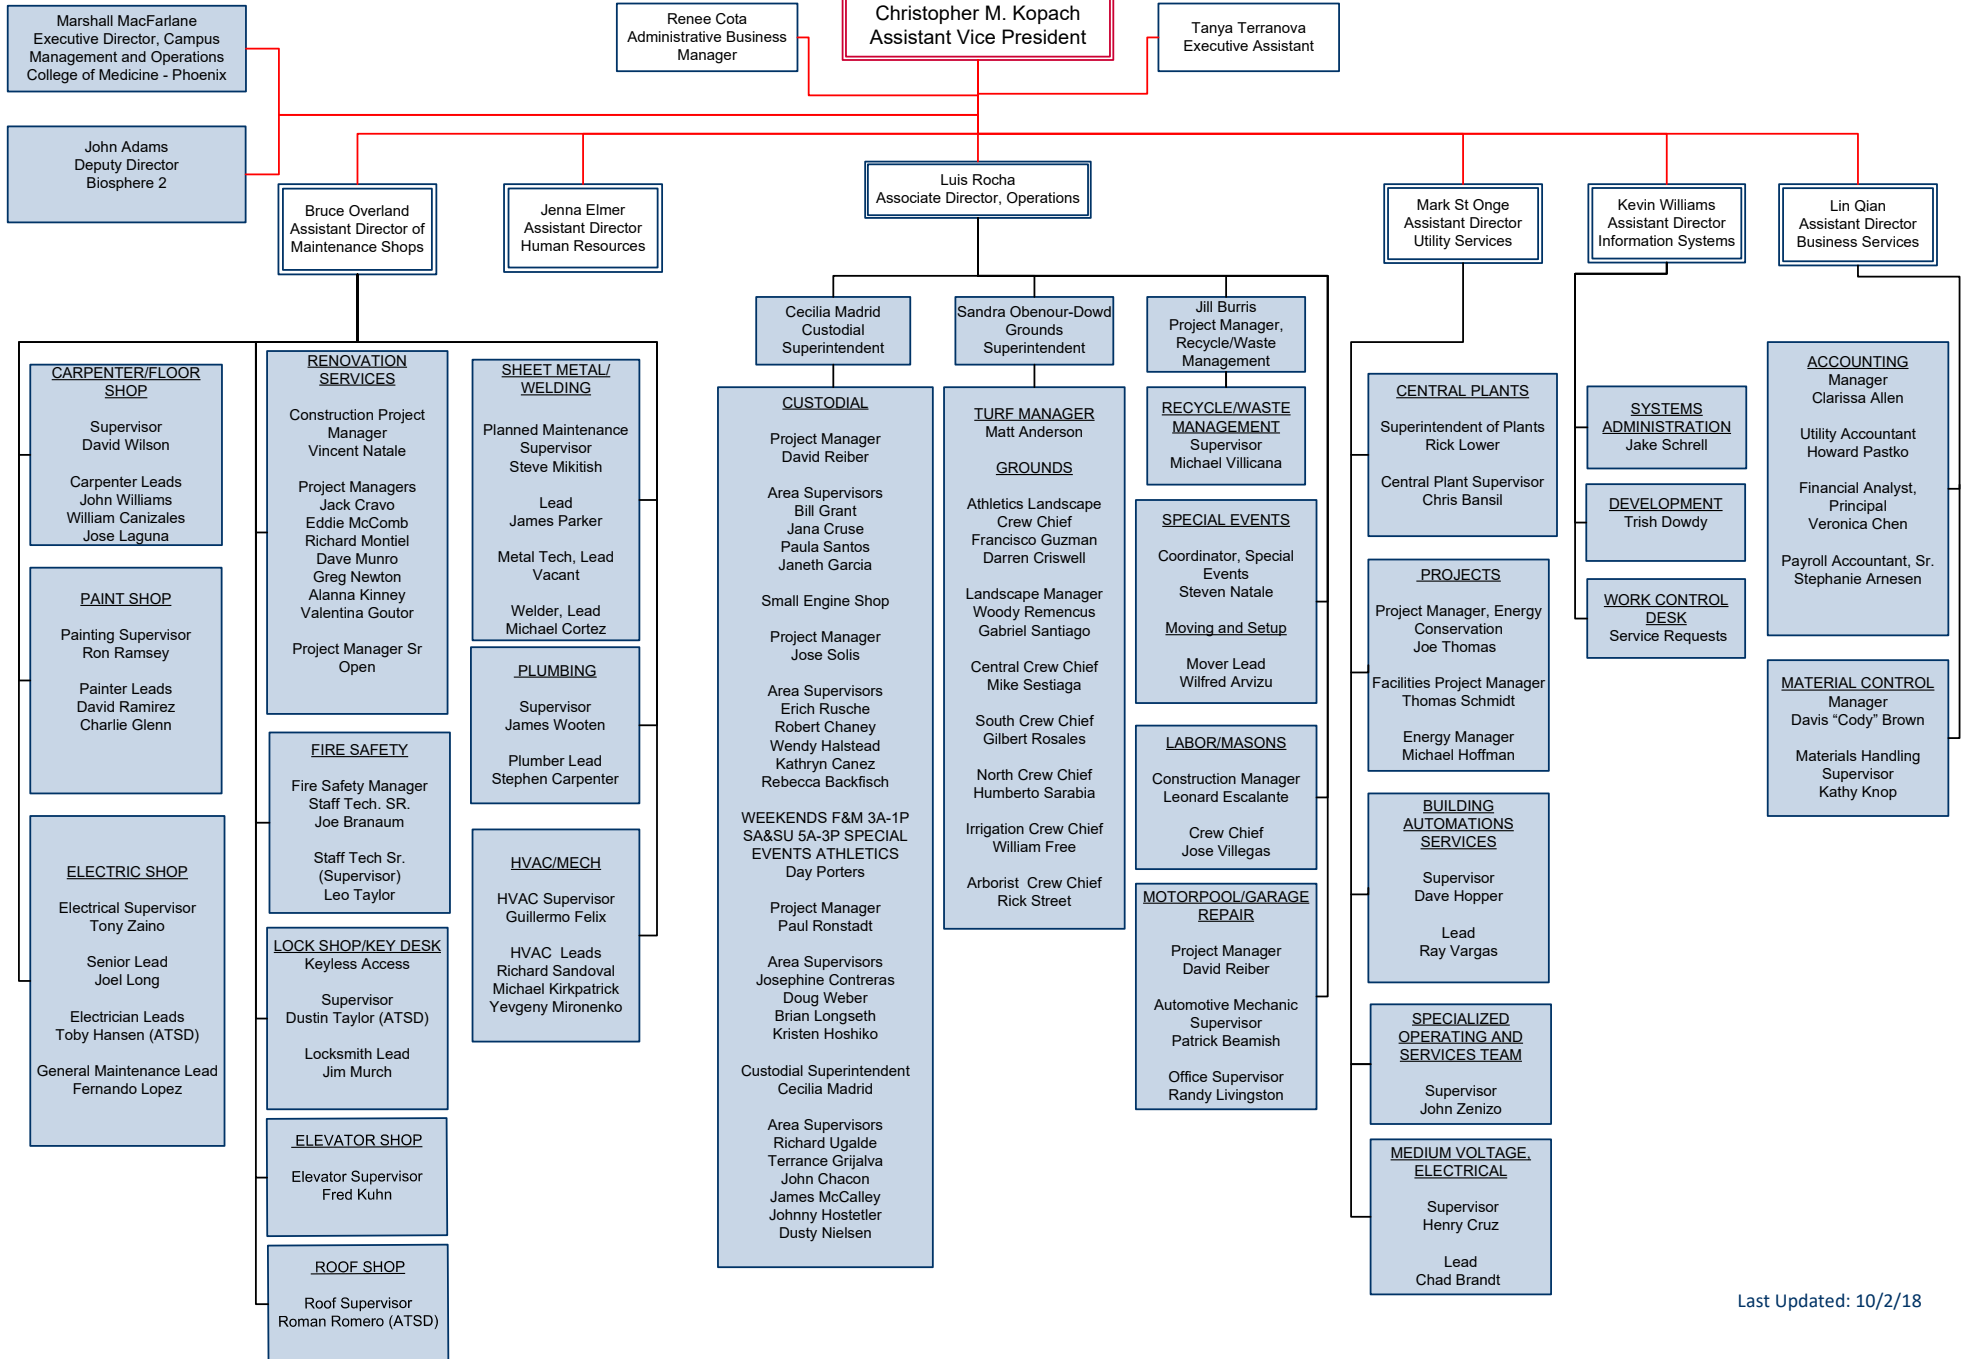 Marshall MacFarlane
Executive Director, Campus
Management and Operations
College of Medicine - Phoenix
Renee Cota
Administrative Business
Manager
Christopher M. Kopach
Assistant Vice President
Tanya Terranova
Executive Assistant
John Adams
Deputy Director
Biosphere 2
Bruce Overland
Assistant Director of
Maintenance Shops
Jenna Elmer
Assistant Director
Human Resources
Luis Rocha
Associate Director, Operations
Mark St Onge
Assistant Director
Utility Services
Kevin Williams
Assistant Director
Information Systems
Lin Qian
Assistant Director
Business Services
CARPENTER/FLOOR
SHOP
Supervisor
David Wilson
Carpenter Leads
John Williams
William Canizales
Jose Laguna
PAINT SHOP
Painting Supervisor
Ron Ramsey
Painter Leads
David Ramirez
Charlie Glenn
ELECTRIC SHOP
Electrical Supervisor
Tony Zaino
Senior Lead
Joel Long
Electrician Leads
Toby Hansen (ATSD)
General Maintenance Lead
Fernando Lopez
RENOVATION
SERVICES
Construction Project
Manager
Vincent Natale
Project Managers
Jack Cravo
Eddie McComb
Richard Montiel
Dave Munro
Greg Newton
Alanna Kinney
Valentina Goutor
Project Manager Sr
Open
FIRE SAFETY
Fire Safety Manager
Staff Tech. SR.
Joe Branaum
Staff Tech Sr.
(Supervisor)
Leo Taylor
LOCK SHOP/KEY DESK
Keyless Access
Supervisor
Dustin Taylor (ATSD)
Locksmith Lead
Jim Murch
ELEVATOR SHOP
Elevator Supervisor
Fred Kuhn
ROOF SHOP
Roof Supervisor
Roman Romero (ATSD)
SHEET METAL/
WELDING
Planned Maintenance
Supervisor
Steve Mikitish
Lead
James Parker
Metal Tech, Lead
Vacant
Welder, Lead
Michael Cortez
PLUMBING
Supervisor
James Wooten
Plumber Lead
Stephen Carpenter
HVAC/MECH
HVAC Supervisor
Guillermo Felix
HVAC Leads
Richard Sandoval
Michael Kirkpatrick
Yevgeny Mironenko
Cecilia Madrid
Custodial
Superintendent
CUSTODIAL
Project Manager
David Reiber
Area Supervisors
Bill Grant
Jana Cruse
Paula Santos
Janeth Garcia
Small Engine Shop
Project Manager
Jose Solis
Area Supervisors
Erich Rusche
Robert Chaney
Wendy Halstead
Kathryn Canez
Rebecca Backfisch
WEEKENDS F&M 3A-1P
SA&SU 5A-3P SPECIAL
EVENTS ATHLETICS
Day Porters
Project Manager
Paul Ronstadt
Area Supervisors
Josephine Contreras
Doug Weber
Brian Longseth
Kristen Hoshiko
Custodial Superintendent
Cecilia Madrid
Area Supervisors
Richard Ugalde
Terrance Grijalva
John Chacon
James McCalley
Johnny Hostetler
Dusty Nielsen
Sandra Obenour-Dowd
Grounds
Superintendent
TURF MANAGER
Matt Anderson
GROUNDS
Athletics Landscape
Crew Chief
Francisco Guzman
Darren Criswell
Landscape Manager
Woody Remencus
Gabriel Santiago
Central Crew Chief
Mike Sestiaga
South Crew Chief
Gilbert Rosales
North Crew Chief
Humberto Sarabia
Irrigation Crew Chief
William Free
Arborist Crew Chief
Rick Street
Jill Burris
Project Manager,
Recycle/Waste
Management
RECYCLE/WASTE
MANAGEMENT
Supervisor
Michael Villicana
SPECIAL EVENTS
Coordinator, Special
Events
Steven Natale
Moving and Setup
Mover Lead
Wilfred Arvizu
LABOR/MASONS
Construction Manager
Leonard Escalante
Crew Chief
Jose Villegas
MOTORPOOL/GARAGE
REPAIR
Project Manager
David Reiber
Automotive Mechanic
Supervisor
Patrick Beamish
Office Supervisor
Randy Livingston
CENTRAL PLANTS
Superintendent of Plants
Rick Lower
Central Plant Supervisor
Chris Bansil
PROJECTS
Project Manager, Energy
Conservation
Joe Thomas
Facilities Project Manager
Thomas Schmidt
Energy Manager
Michael Hoffman
BUILDING
AUTOMATIONS
SERVICES
Supervisor
Dave Hopper
Lead
Ray Vargas
SPECIALIZED
OPERATING AND
SERVICES TEAM
Supervisor
John Zenizo
MEDIUM VOLTAGE,
ELECTRICAL
Supervisor
Henry Cruz
Lead
Chad Brandt
SYSTEMS
ADMINISTRATION
Jake Schrell
DEVELOPMENT
Trish Dowdy
WORK CONTROL
DESK
Service Requests
ACCOUNTING
Manager
Clarissa Allen
Utility Accountant
Howard Pastko
Financial Analyst,
Principal
Veronica Chen
Payroll Accountant, Sr.
Stephanie Arnesen
MATERIAL CONTROL
Manager
Davis “Cody” Brown
Materials Handling
Supervisor
Kathy Knop
Last Updated: 10/2/18